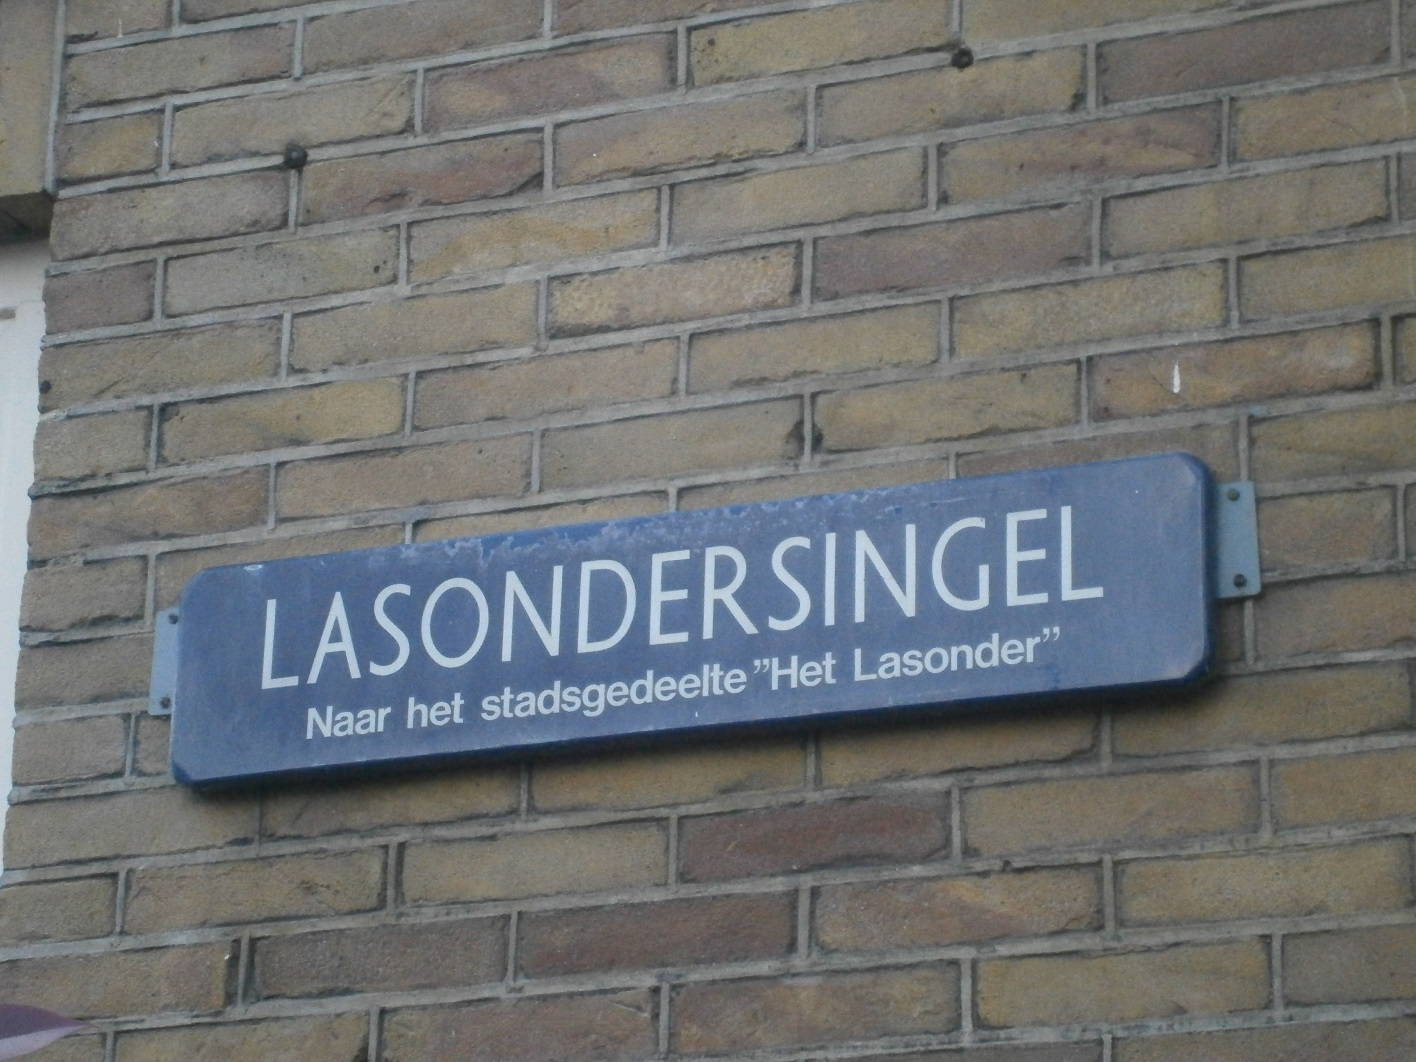 LASONDERSINGEL
Naar het stadsgedeelte ”Het Lasonder”